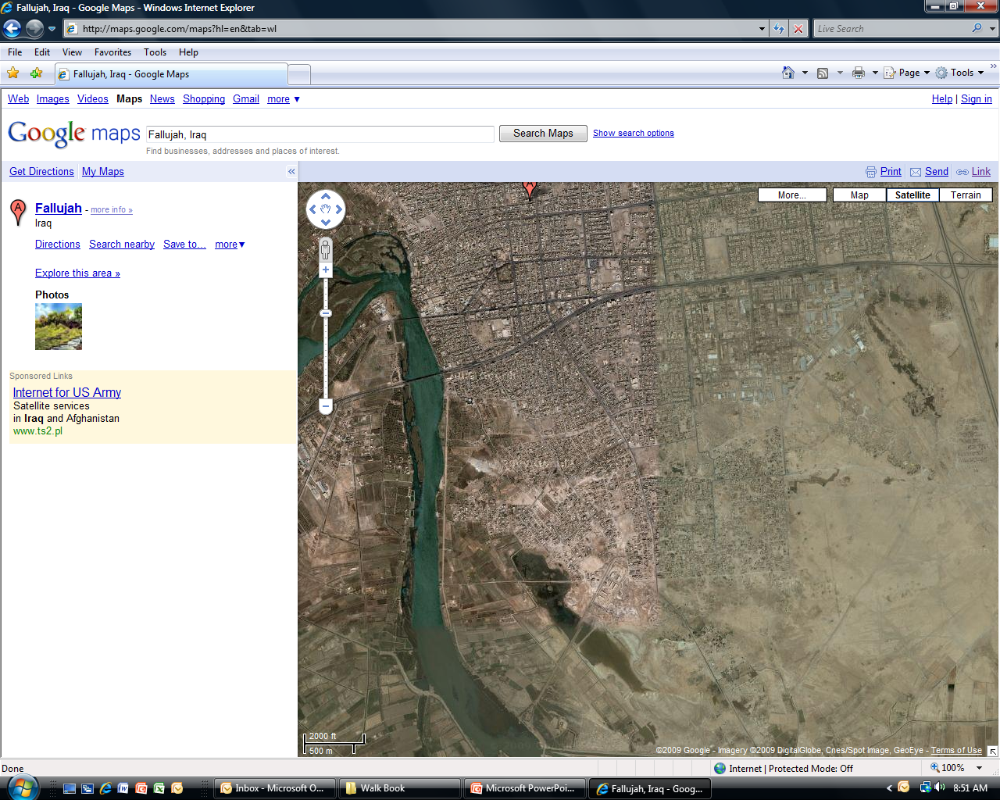 Fallujah, Iraq - Google Maps - Windows Internet Explorer
http://maps.google.com/maps?hl=en&tab=wl
Live Search
File Edit View Favorites Tools Help
Fallujah, Iraq - Google Maps
Page Tools »
Web Images Videos Maps News Shopping Gmail more ▼
Help | Sign in
Google maps
Fallujah, Iraq
Search Maps
Show search options
Find businesses, addresses and places of interest.
Get Directions My Maps «
Print Send Link
More... Map Satellite Terrain
A
A
Fallujah - more info »
Iraq
Directions Search nearby Save to... more▼
Explore this area »
Photos
Sponsored Links
Internet for US Army
Satellite services
in Iraq and Afghanistan
www.ts2.pl
2000 ft
500 m
©2009 Google - Imagery ©2009 DigitalGlobe, Cnes/Spot Image, GeoEye - Terms of Use
Done
Internet | Protected Mode: Off
100%
Inbox - Microsoft O...
Walk Book
Microsoft PowerPoi...
Fallujah, Iraq - Goog...
8:51 AM